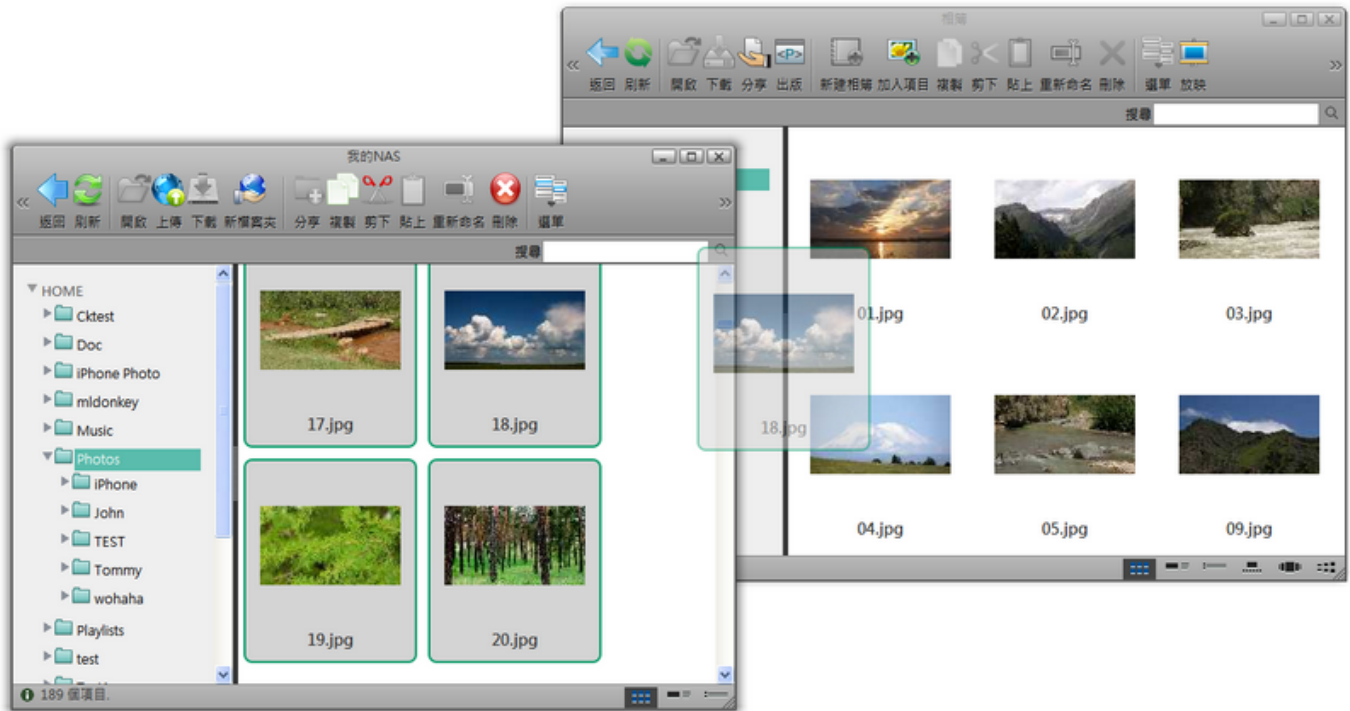 相簿
返回 刷新 開啟 下載 分享 出版 新建相簿 加入項目 複製 剪下 貼上 重新命名 刪除 選單 放映
搜尋
01.jpg 02.jpg 03.jpg
04.jpg 05.jpg 09.jpg
我的NAS
返回 刷新 開啟 上傳 下載 新檔案夾 分享 複製 剪下 貼上 重新命名 刪除 選單
搜尋
HOME
Cktest
Doc
iPhone Photo
mldonkey
Music
Photos
iPhone
John
TEST
Tommy
wohaha
Playlists
test
17.jpg 18.jpg
19.jpg 20.jpg
18.jpg
189 個項目.